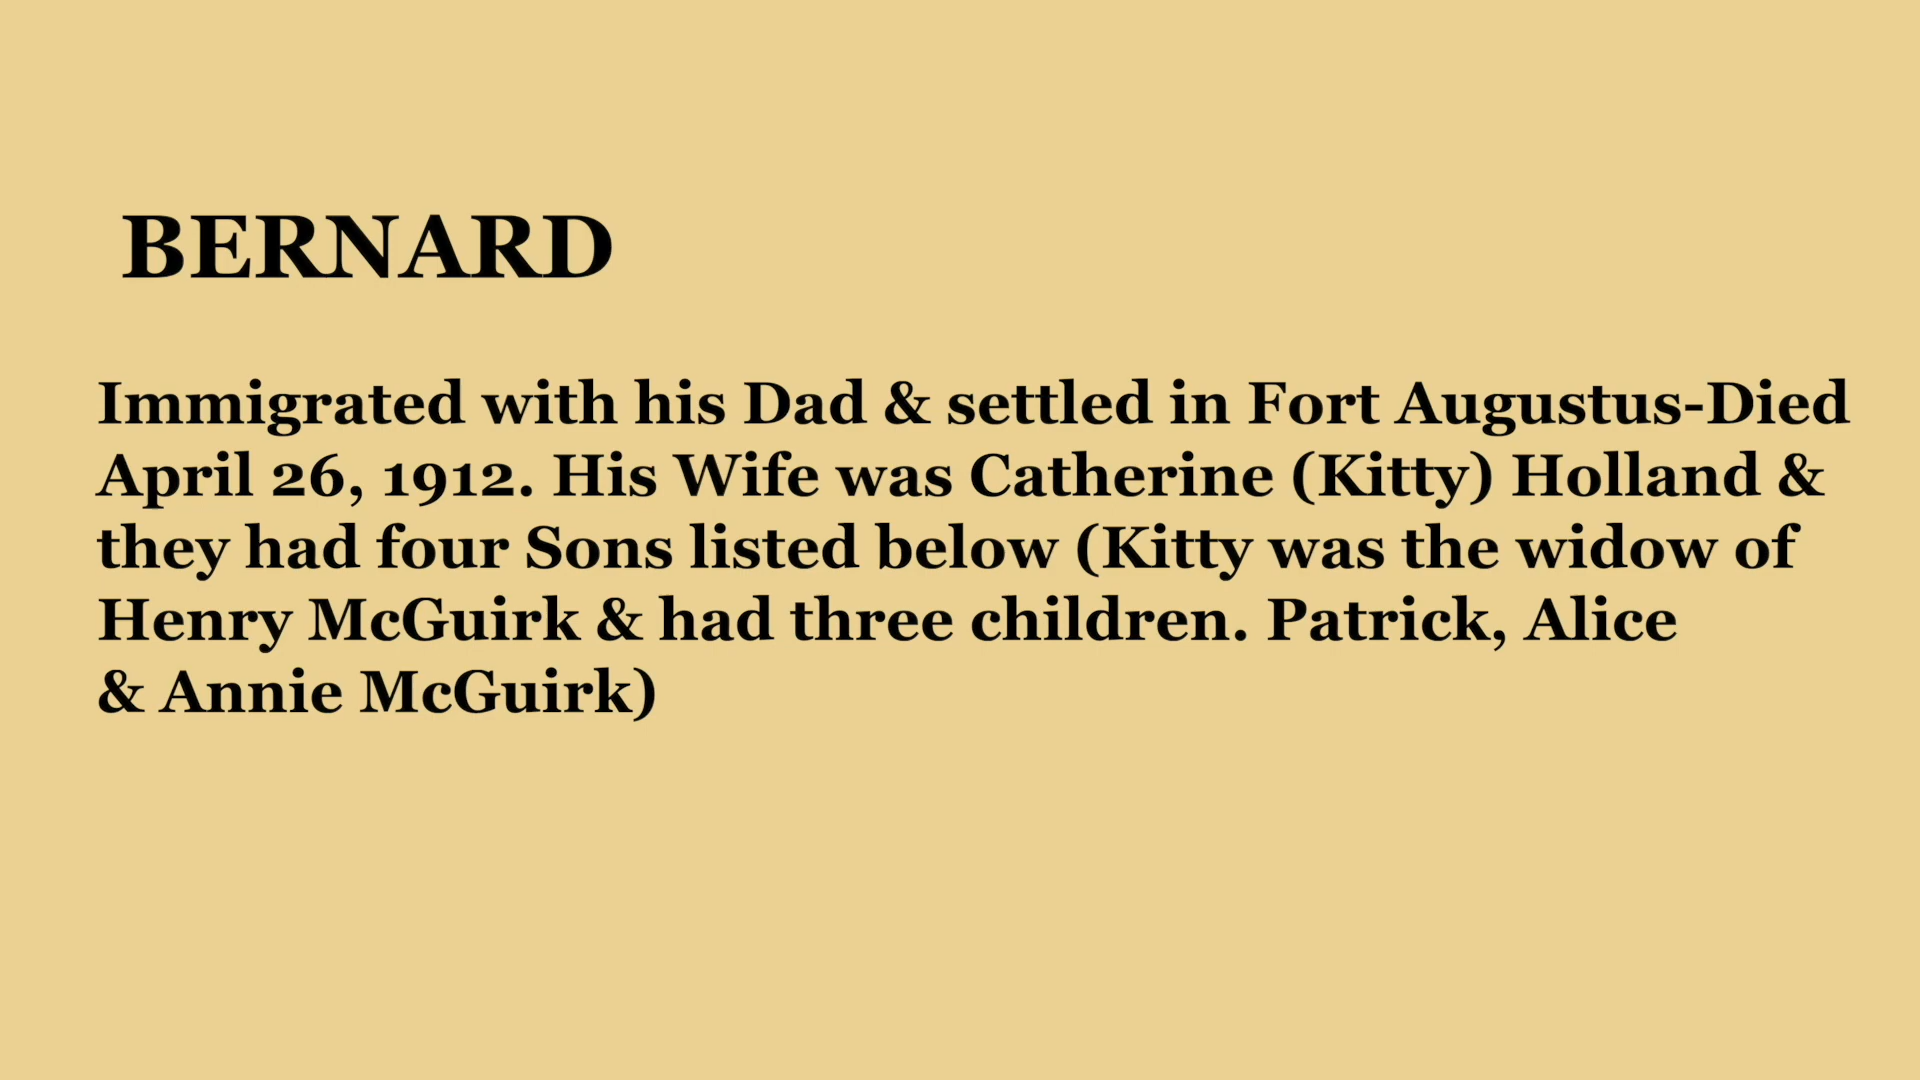 BERNARD
Immigrated with his Dad & settled in Fort Augustus-Died
April 26, 1912. His Wife was Catherine (Kitty) Holland &
they had four Sons listed below (Kitty was the widow of
Henry McGuirk & had three children. Patrick, Alice
& Annie McGuirk)